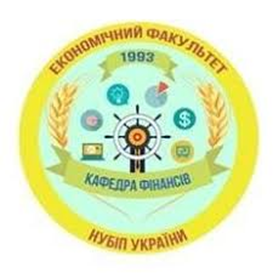 ЕКОНОМІЧНИЙ ФАКУЛЬТЕТ
1993
КАФЕДРА ФІНАНСІВ
НУБІП УКРАЇНИ